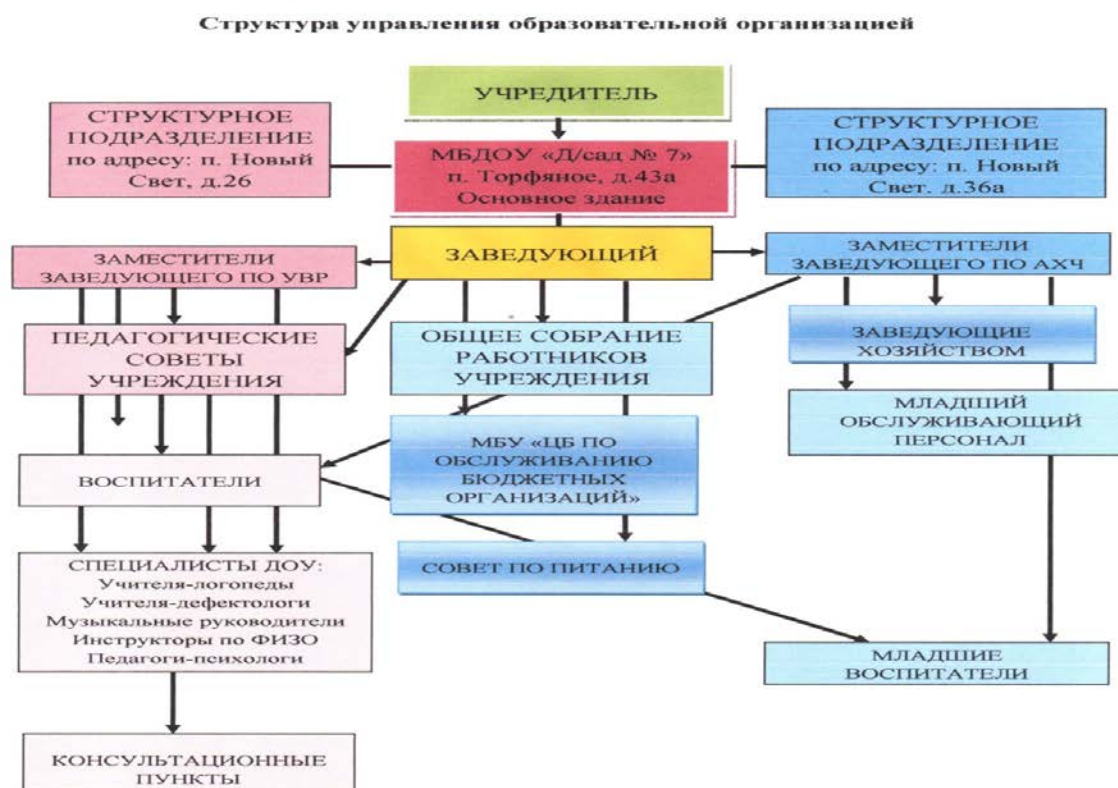 Структура управления образовательной организацией
УЧРЕДИТЕЛЬ
СТРУКТУРНОЕ
ПОДРАЗДЕЛЕНИЕ
по адресу: п. Новый
Свет, д.26
МБДОУ «Д/сад № 7»
п. Торфяное, д.43а
Основное здание
СТРУКТУРНОЕ
ПОДРАЗДЕЛЕНИЕ
по адресу: п. Новый
Свет. д.36а
ЗАМЕСТИТЕЛИ
ЗАВЕДУЮЩЕГО ПО УВР
ЗАВЕДУЮЩИЙ
ЗАМЕСТИТЕЛИ
ЗАВЕДУЮЩЕГО ПО АХЧ
ПЕДАГОГИЧЕСКИЕ
СОВЕТЫ
УЧРЕЖДЕНИЯ
ОБЩЕЕ СОБРАНИЕ
РАБОТНИКОВ
УЧРЕЖДЕНИЯ
ЗАВЕДУЮЩИЕ
ХОЗЯЙСТВОМ
МЛАДШИЙ
ОБСЛУЖИВАЮЩИЙ
ПЕРСОНАЛ
ВОСПИТАТЕЛИ
МБУ «ЦБ ПО
ОБСЛУЖИВАНИЮ
БЮДЖЕТНЫХ
ОРГАНИЗАЦИЙ»
СПЕЦИАЛИСТЫ ДОУ:
Учителя-логопеды
Учителя-дефектологи
Музыкальные руководители
Инструкторы по ФИЗО
Педагоги-психологи
СОВЕТ ПО ПИТАНИЮ
МЛАДШИЕ
ВОСПИТАТЕЛИ
КОНСУЛЬТАЦИОННЫЕ
ПУНКТЫ